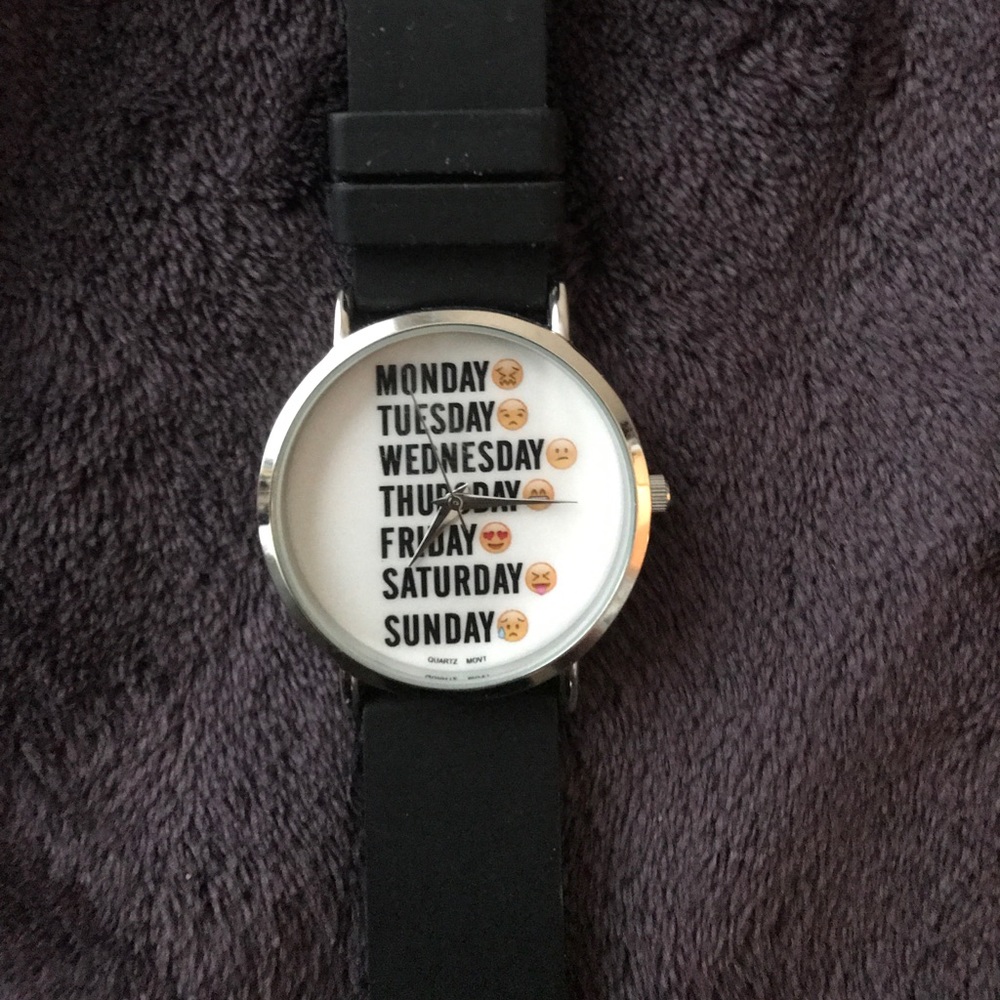 MONDAY😖
TUESDAY😒
WEDNESDAY😕
THURSDAY😄
FRIDAY😍
SATURDAY😝
SUNDAY😥
QUARTZ MOVT